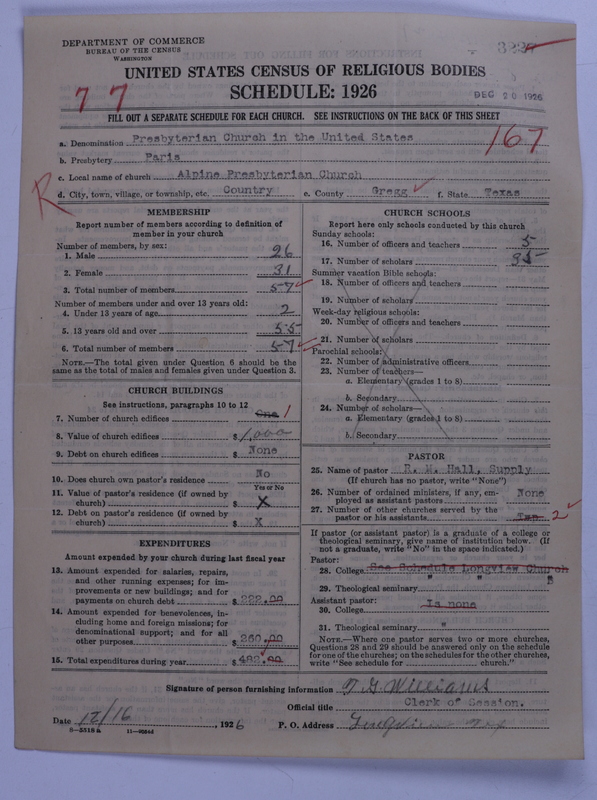 DEPARTMENT OF COMMERCE
BUREAU OF THE CENSUS
WASHINGTON
UNITED STATES CENSUS OF RELIGIOUS BODIES
SCHEDULE: 1926
77
DEC 20 1926
FILL OUT A SEPARATE SCHEDULE FOR EACH CHURCH. SEE INSTRUCTIONS ON THE BACK OF THIS SHEET
167
a. Denomination Presbyterian Church in the United States
b. Presbytery Paris
c. Local name of church Alpine Presbyterian Church
R
d. City, town, village, or township, etc. Country e. County Gregg f. State Texas
MEMBERSHIP
Report number of members according to definition of member in your church
Number of members, by sex:
1. Male 26
2. Female 31
3. Total number of members 57
Number of members under and over 13 years old:
4. Under 13 years of age 2
5. 13 years old and over 55
6. Total number of members 57
NOTE.—The total given under Question 6 should be the
same as the total of males and females given under Question 3.
CHURCH BUILDINGS
See instructions, paragraphs 10 to 12
7. Number of church edifices One 1
8. Value of church edifices $ 1,000
9. Debt on church edifices $ None
10. Does church own pastor's residence No
Yes or No
11. Value of pastor's residence (if owned by
church) $ X
12. Debt on pastor's residence (if owned by
church) $ X
EXPENDITURES
Amount expended by your church during last fiscal year
13. Amount expended for salaries, repairs,
and other running expenses; for im-
provements or new buildings; and for
payments on church debt $ 222.00
14. Amount expended for benevolences, in-
cluding home and foreign missions; for
denominational support; and for all
other purposes $ 260.00
15. Total expenditures during year $ 482.00
CHURCH SCHOOLS
Report here only schools conducted by this church
Sunday schools:
16. Number of officers and teachers 5
17. Number of scholars
Summer vacation Bible schools:
18. Number of officers and teachers
19. Number of scholars
Week-day religious schools:
20. Number of officers and teachers
21. Number of scholars
Parochial schools:
22. Number of administrative officers
23. Number of teachers—
a. Elementary (grades 1 to 8)
b. Secondary
24. Number of scholars—
a. Elementary (grades 1 to 8)
b. Secondary
PASTOR
25. Name of pastor R. M. Hall, Supply
(If church has no pastor, write "None")
26. Number of ordained ministers, if any, em-
ployed as assistant pastors None
27. Number of other churches served by the
pastor or his assistants 2
If pastor (or assistant pastor) is a graduate of a college or
theological seminary, give name of institution below. (If
not a graduate, write "No" in the space indicated.)
Pastor:
28. College See Schedule Longview Church
29. Theological seminary " " "
Assistant pastor:
30. College Is none
31. Theological seminary "
NOTE.—Where one pastor serves two or more churches,
Questions 28 and 29 should be answered only on the schedule
for one of the churches; on the schedules for the other churches,
write "See schedule for church."
Signature of person furnishing information T G Williams
Official title Clerk of Session.
Date 12/16, 1926 P. O. Address Longview Tex
8—5518 a